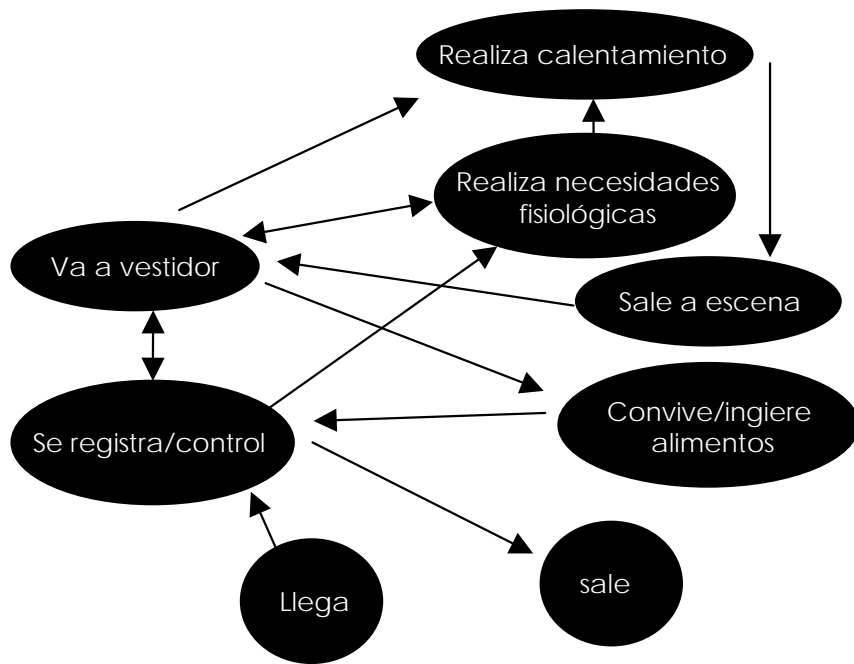 Realiza calentamiento
Realiza necesidades
fisiológicas
Va a vestidor
Sale a escena
Convive/ingiere
alimentos
Se registra/control
Llega
sale